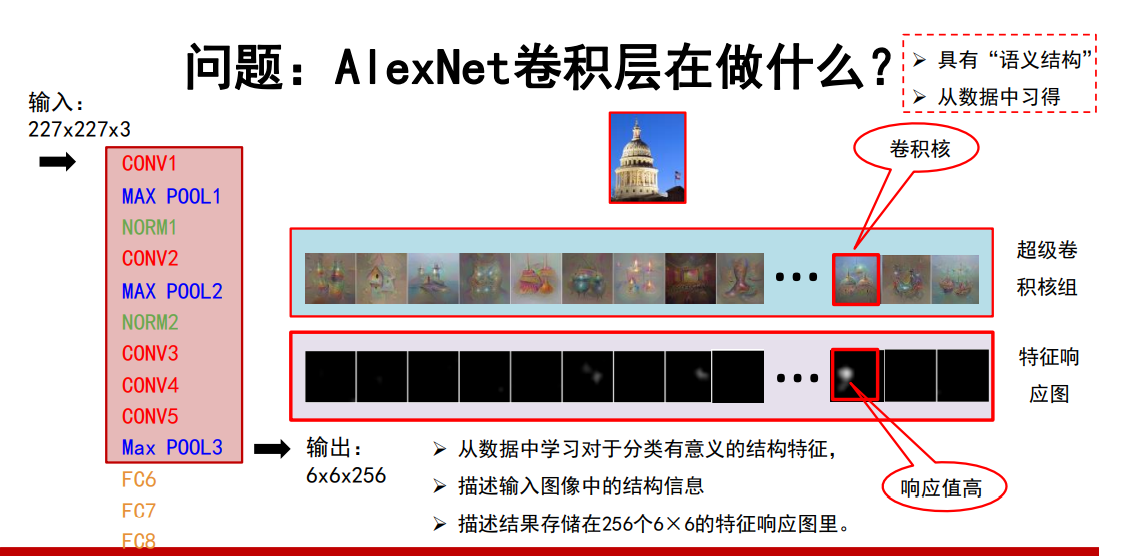 问题：AlexNet卷积层在做什么？
➢ 具有“语义结构”
➢ 从数据中习得
输入：
227x227x3
CONV1
MAX POOL1
NORM1
CONV2
MAX POOL2
NORM2
CONV3
CONV4
CONV5
Max POOL3
FC6
FC7
FC8
卷积核
超级卷
积核组
•••
特征响
应图
•••
响应值高
输出：
6x6x256
➢ 从数据中学习对于分类有意义的结构特征，
➢ 描述输入图像中的结构信息
➢ 描述结果存储在256个6×6的特征响应图里。